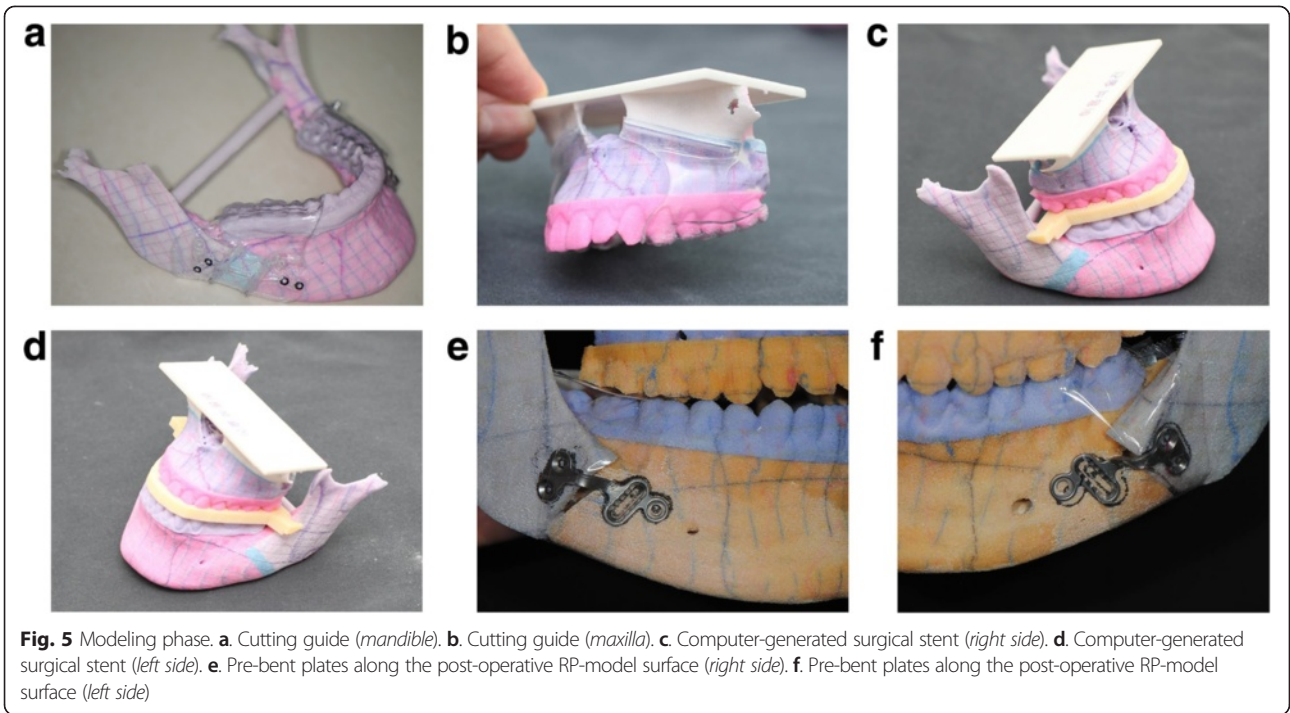 a
b
c
d
e
f
Fig. 5 Modeling phase. a. Cutting guide (mandible). b. Cutting guide (maxilla). c. Computer-generated surgical stent (right side). d. Computer-generated
surgical stent (left side). e. Pre-bent plates along the post-operative RP-model surface (right side). f. Pre-bent plates along the post-operative RP-model
surface (left side)